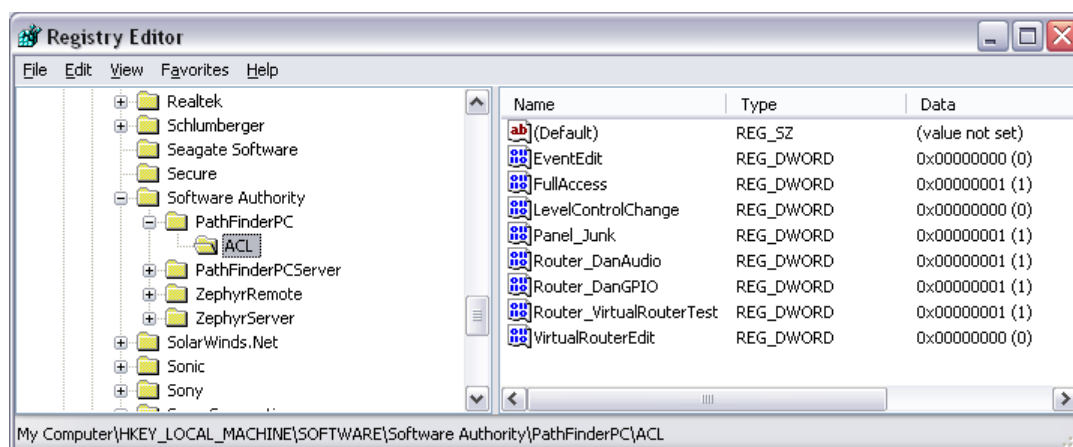 Registry Editor
File Edit View Favorites Help
Realtek
Schlumberger
Seagate Software
Secure
Software Authority
PathFinderPC
ACL
PathFinderPCServer
ZephyrRemote
ZephyrServer
SolarWinds.Net
Sonic
Sony
Name Type Data
(Default) REG_SZ (value not set)
EventEdit REG_DWORD 0x00000000 (0)
FullAccess REG_DWORD 0x00000001 (1)
LevelControlChange REG_DWORD 0x00000000 (0)
Panel_Junk REG_DWORD 0x00000001 (1)
Router_DanAudio REG_DWORD 0x00000001 (1)
Router_DanGPIO REG_DWORD 0x00000001 (1)
Router_VirtualRouterTest REG_DWORD 0x00000001 (1)
VirtualRouterEdit REG_DWORD 0x00000000 (0)
My Computer\HKEY_LOCAL_MACHINE\SOFTWARE\Software Authority\PathFinderPC\ACL